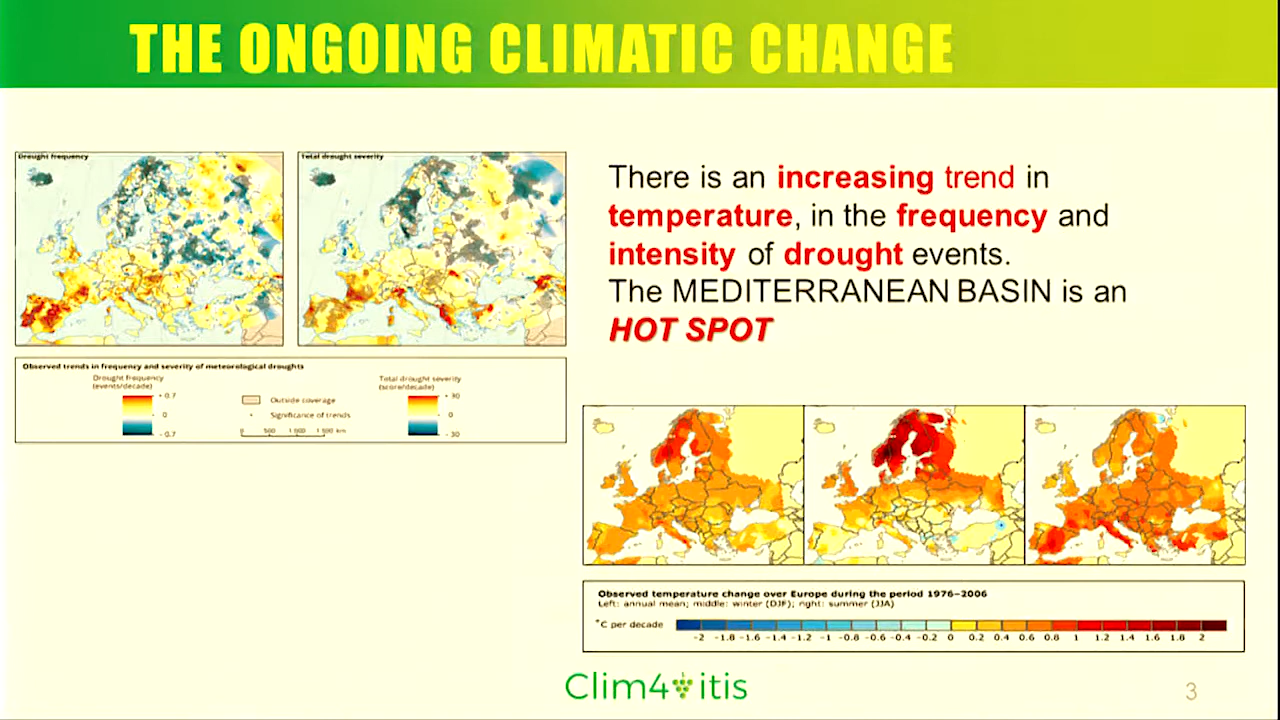 THE ONGOING CLIMATIC CHANGE
Drought frequency
Total drought severity
There is an increasing trend in
temperature, in the frequency and
intensity of drought events.
The MEDITERRANEAN BASIN is an
HOT SPOT
Observed trends in frequency and severity of meteorological droughts
Drought frequency
(events/decade)
+ 0.7
0
- 0.7
Outside coverage
Significance of trends
0 500 1 000 1 500 km
Total drought severity
(score/decade)
+ 30
0
- 30
Observed temperature change over Europe during the period 1976–2006
Left: annual mean; middle: winter (DJF); right: summer (JJA)
°C per decade
-2 -1.8 -1.6 -1.4 -1.2 -1 -0.8 -0.6 -0.4 -0.2 0 0.2 0.4 0.6 0.8 1 1.2 1.4 1.6 1.8 2
Clim4 itis
3